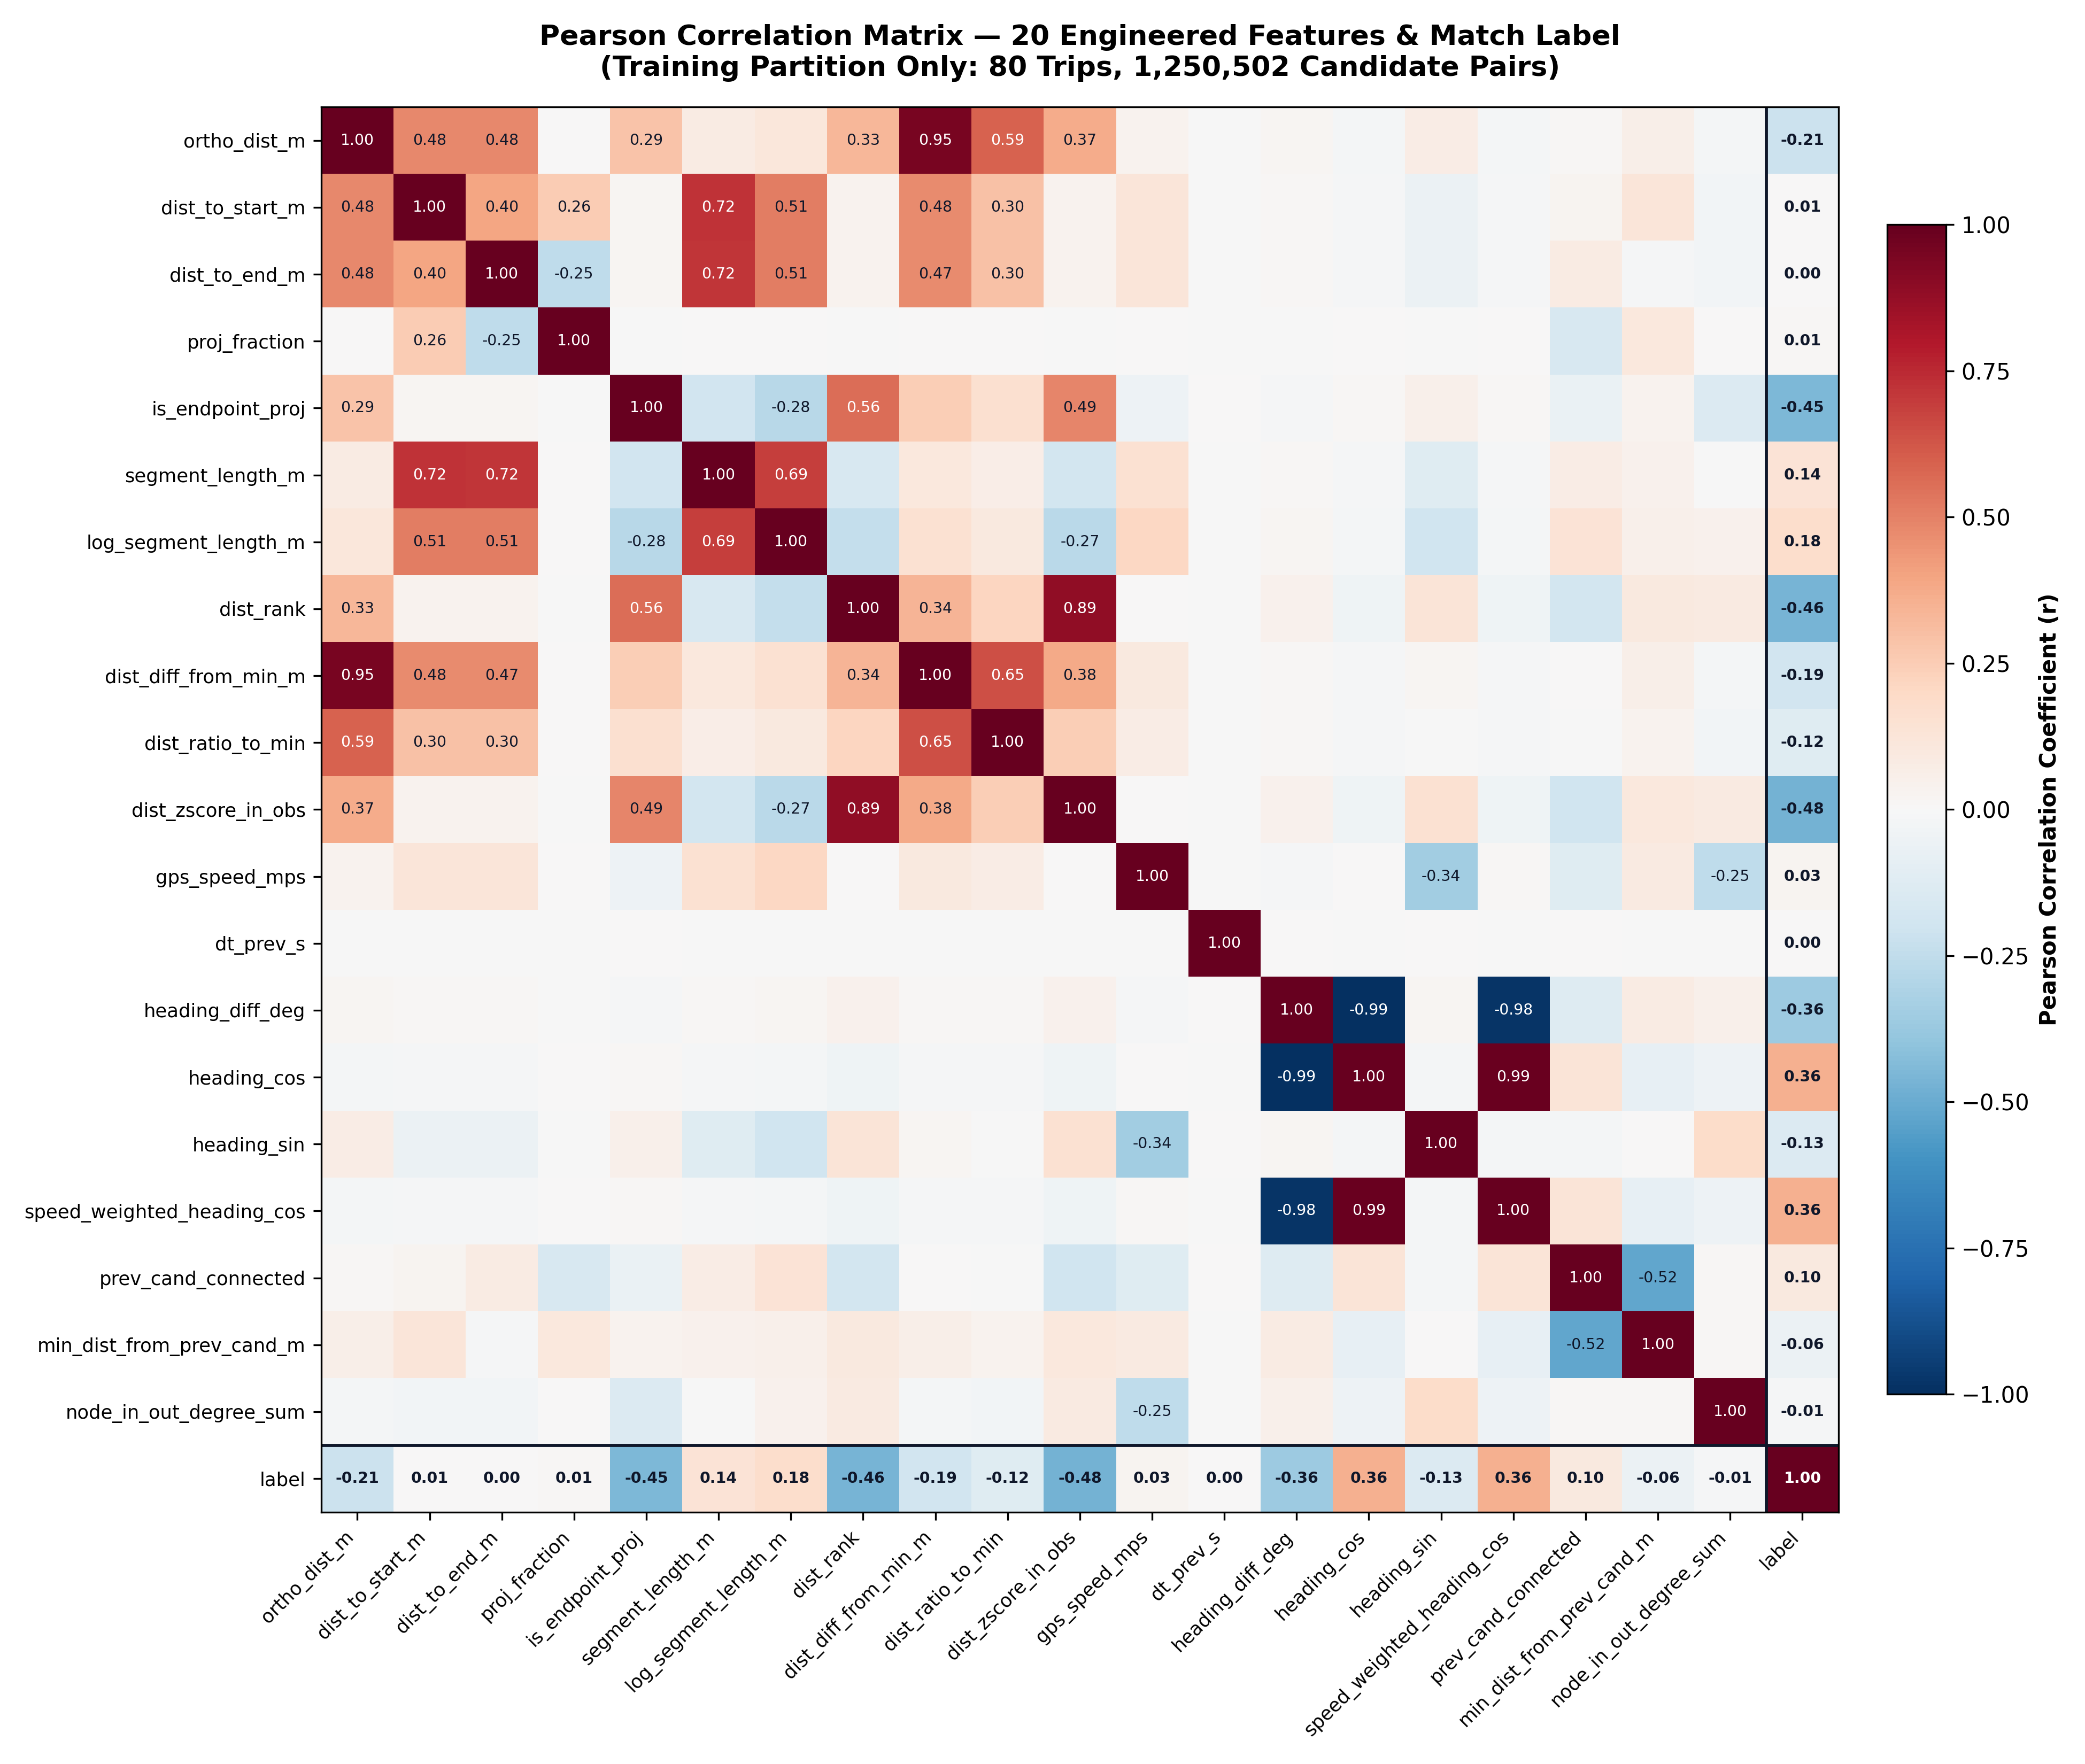 Pearson Correlation Matrix — 20 Engineered Features & Match Label
(Training Partition Only: 80 Trips, 1,250,502 Candidate Pairs)
ortho_dist_m 1.00 0.48 0.48 0.29 0.33 0.95 0.59 0.37 -0.21
dist_to_start_m 0.48 1.00 0.40 0.26 0.72 0.51 0.48 0.30 0.01
dist_to_end_m 0.48 0.40 1.00 -0.25 0.72 0.51 0.47 0.30 0.00
proj_fraction 0.26 -0.25 1.00 0.01
is_endpoint_proj 0.29 1.00 -0.28 0.56 0.49 -0.45
segment_length_m 0.72 0.72 1.00 0.69 0.14
log_segment_length_m 0.51 0.51 -0.28 0.69 1.00 -0.27 0.18
dist_rank 0.33 0.56 1.00 0.34 0.89 -0.46
dist_diff_from_min_m 0.95 0.48 0.47 0.34 1.00 0.65 0.38 -0.19
dist_ratio_to_min 0.59 0.30 0.30 0.65 1.00 -0.12
dist_zscore_in_obs 0.37 0.49 -0.27 0.89 0.38 1.00 -0.48
gps_speed_mps 1.00 -0.34 -0.25 0.03
dt_prev_s 1.00 0.00
heading_diff_deg 1.00 -0.99 -0.98 -0.36
heading_cos -0.99 1.00 0.99 0.36
heading_sin -0.34 1.00 -0.13
speed_weighted_heading_cos -0.98 0.99 1.00 0.36
prev_cand_connected 1.00 -0.52 0.10
min_dist_from_prev_cand_m -0.52 1.00 -0.06
node_in_out_degree_sum -0.25 1.00 -0.01
label -0.21 0.01 0.00 0.01 -0.45 0.14 0.18 -0.46 -0.19 -0.12 -0.48 0.03 0.00 -0.36 0.36 -0.13 0.36 0.10 -0.06 -0.01 1.00
ortho_dist_m
dist_to_start_m
dist_to_end_m
proj_fraction
is_endpoint_proj
segment_length_m
log_segment_length_m
dist_rank
dist_diff_from_min_m
dist_ratio_to_min
dist_zscore_in_obs
gps_speed_mps
dt_prev_s
heading_diff_deg
heading_cos
heading_sin
speed_weighted_heading_cos
prev_cand_connected
min_dist_from_prev_cand_m
node_in_out_degree_sum
label
1.00
0.75
0.50
0.25
0.00
−0.25
−0.50
−0.75
−1.00
Pearson Correlation Coefficient (r)